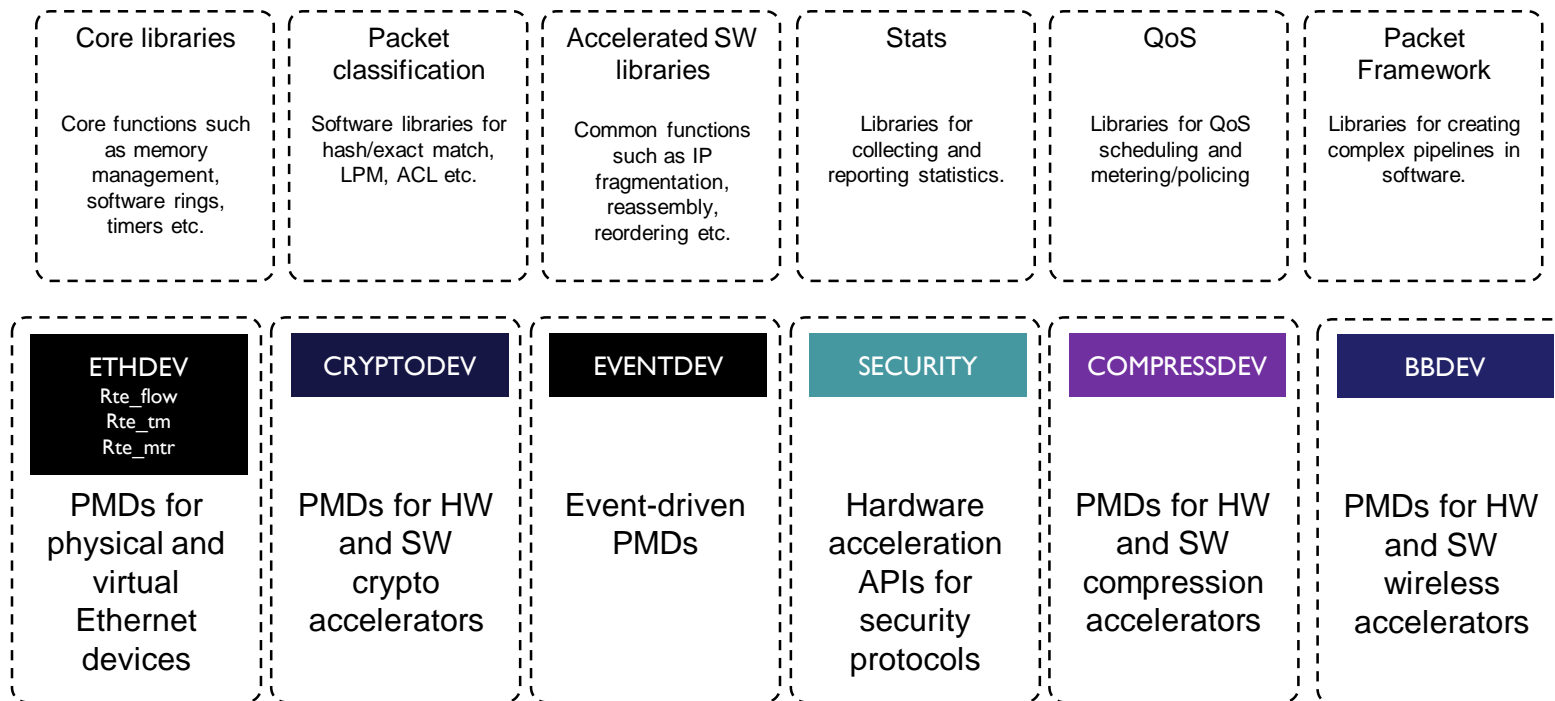 Core libraries
Core functions such
as memory
management,
software rings,
timers etc.
Packet
classification
Software libraries for
hash/exact match,
LPM, ACL etc.
Accelerated SW
libraries
Common functions
such as IP
fragmentation,
reassembly,
reordering etc.
Stats
Libraries for
collecting and
reporting statistics.
QoS
Libraries for QoS
scheduling and
metering/policing
Packet
Framework
Libraries for creating
complex pipelines in
software.
ETHDEV
Rte_flow
Rte_tm
Rte_mtr
PMDs for
physical and
virtual
Ethernet
devices
CRYPTODEV
PMDs for HW
and SW
crypto
accelerators
EVENTDEV
Event-driven
PMDs
SECURITY
Hardware
acceleration
APIs for
security
protocols
COMPRESSDEV
PMDs for HW
and SW
compression
accelerators
BBDEV
PMDs for HW
and SW
wireless
accelerators